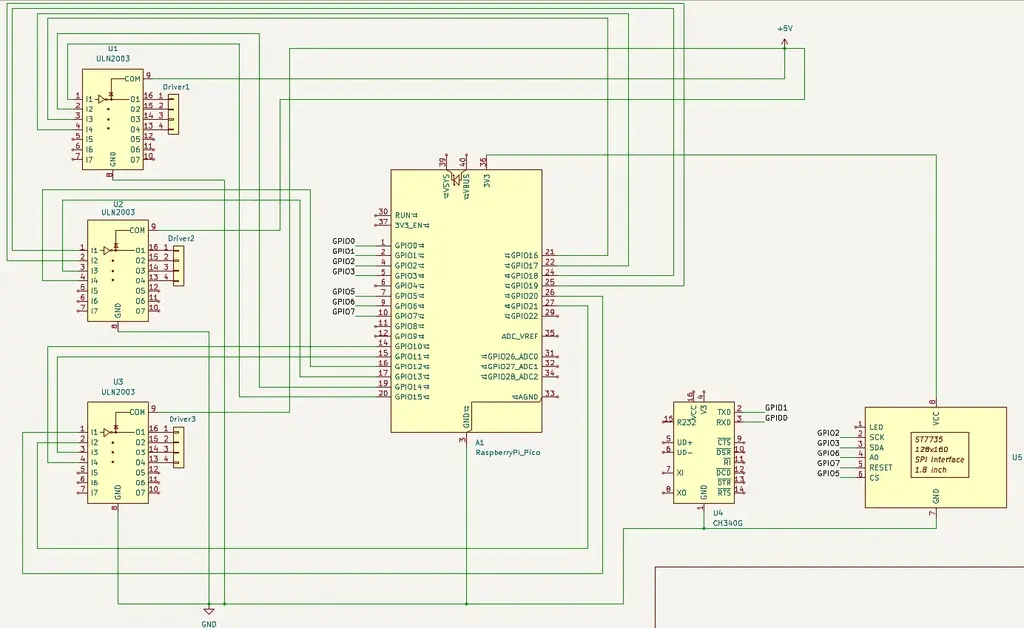 +5V
U1
ULN2003
COM 9
Driver1
1 I1 O1 16 1
2 I2 O2 15 2
3 I3 O3 14 3
4 I4 O4 13 4
5 I5 O5 12
6 I6 O6 11
7 I7 O7 10
GND
8
U2
ULN2003
COM 9
Driver2
1 I1 O1 16 1
2 I2 O2 15 2
3 I3 O3 14 3
4 I4 O4 13 4
5 I5 O5 12
6 I6 O6 11
7 I7 O7 10
GND
8
U3
ULN2003
COM 9
Driver3
1 I1 O1 16 1
2 I2 O2 15 2
3 I3 O3 14 3
4 I4 O4 13 4
5 I5 O5 12
6 I6 O6 11
7 I7 O7 10
GND
8
GND
39 40 36
VSYS VBUS 3V3
30 RUN
37 3V3_EN
GPIO0 1 GPIO0
GPIO1 2 GPIO1
GPIO2 4 GPIO2
GPIO3 5 GPIO3
6 GPIO4
GPIO5 7 GPIO5
GPIO6 9 GPIO6
GPIO7 10 GPIO7
11 GPIO8
12 GPIO9
14 GPIO10
15 GPIO11
16 GPIO12
17 GPIO13
19 GPIO14
20 GPIO15
GPIO16 21
GPIO17 22
GPIO18 24
GPIO19 25
GPIO20 26
GPIO21 27
GPIO22 29
ADC_VREF 35
GPIO26_ADC0 31
GPIO27_ADC1 32
GPIO28_ADC2 34
AGND 33
GND
3
A1
RaspberryPi_Pico
16 4
VCC V3
15 R232
5 UD+
6 UD-
7 XI
8 XO
TXD 2 GPIO1
RXD 3 GPIO0
CTS 9
DSR 10
RI 11
DCD 12
DTR 13
RTS 14
GND
1
U4
CH340G
8
VCC
1 LED
GPIO2 2 SCK
GPIO3 3 SDA
GPIO6 4 A0
GPIO7 5 RESET
GPIO5 6 CS
ST7735
128x160
SPI Interface
1.8 inch
GND
7
U5